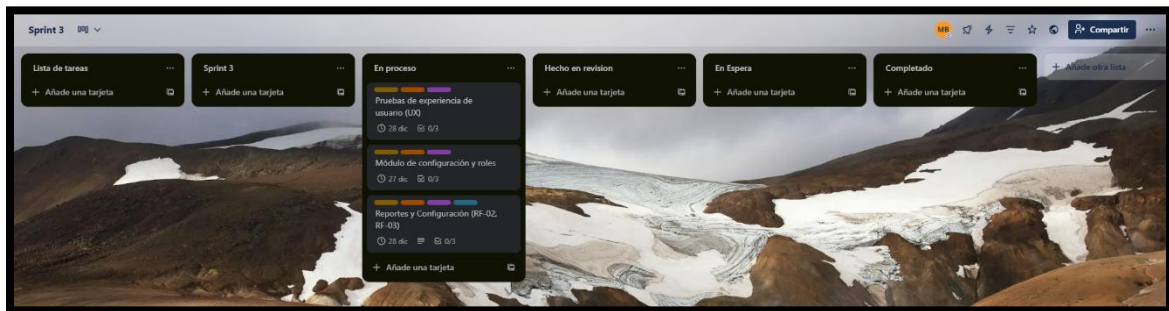 Sprint 3
MB
Compartir
Lista de tareas
+ Añade una tarjeta
Sprint 3
+ Añade una tarjeta
En proceso
Pruebas de experiencia de
usuario (UX)
28 dic 0/3
Módulo de configuración y roles
27 dic 0/3
Reportes y Configuración (RF-02,
RF-03)
28 dic 0/3
+ Añade una tarjeta
Hecho en revision
+ Añade una tarjeta
En Espera
+ Añade una tarjeta
Completado
+ Añade una tarjeta
+ Añade otra lista